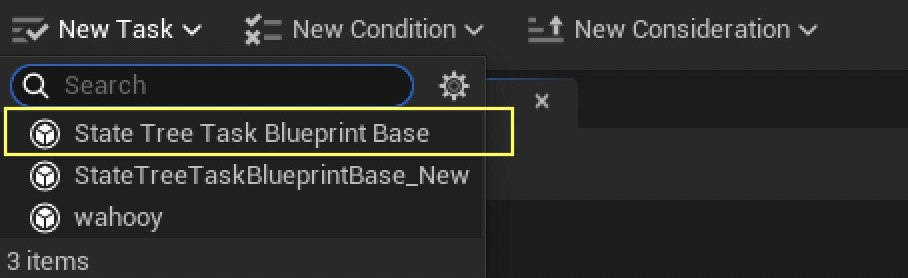 New Task New Condition New Consideration
Search
State Tree Task Blueprint Base
StateTreeTaskBlueprintBase_New
wahooy
3 items